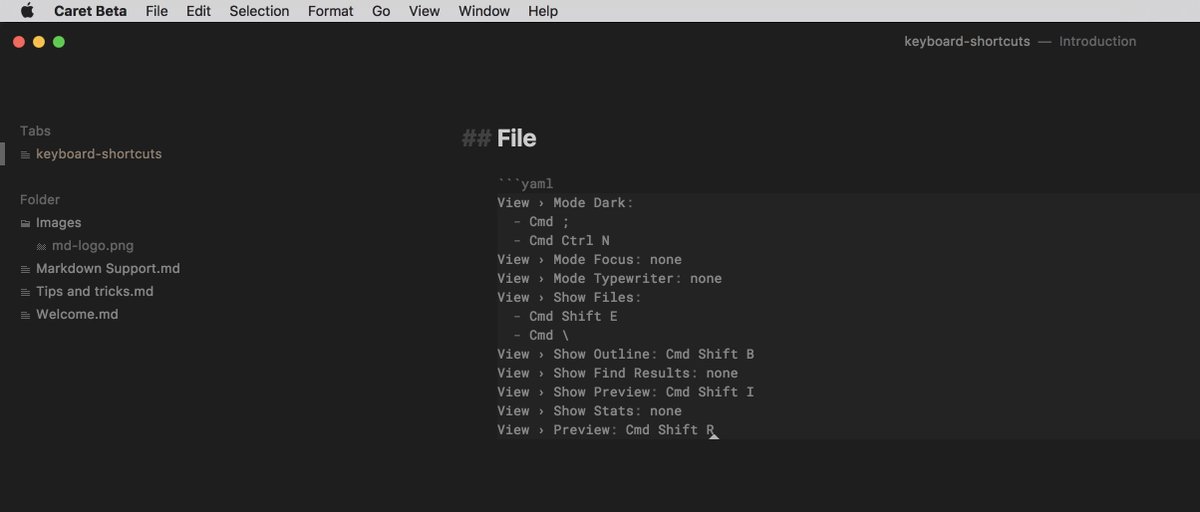 Caret Beta File Edit Selection Format Go View Window Help
keyboard-shortcuts — Introduction
Tabs
keyboard-shortcuts
Folder
Images
md-logo.png
Markdown Support.md
Tips and tricks.md
Welcome.md
## File
```yaml
View › Mode Dark:
- Cmd ;
- Cmd Ctrl N
View › Mode Focus: none
View › Mode Typewriter: none
View › Show Files:
- Cmd Shift E
- Cmd \
View › Show Outline: Cmd Shift B
View › Show Find Results: none
View › Show Preview: Cmd Shift I
View › Show Stats: none
View › Preview: Cmd Shift R